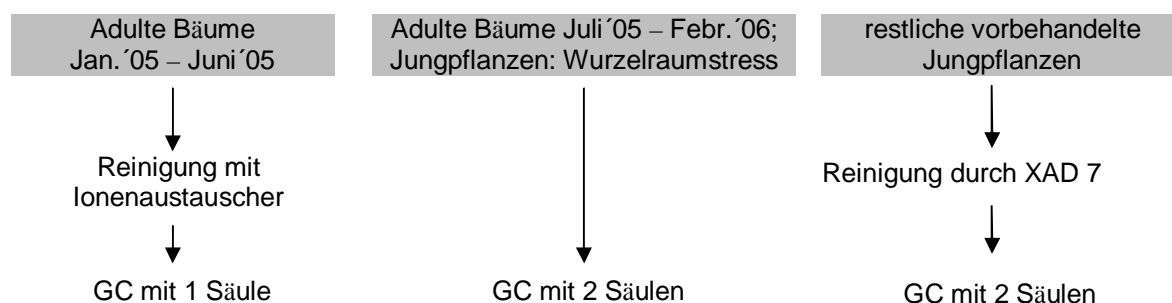 Adulte Bäume
Jan.´05 – Juni´05
Reinigung mit
Ionenaustauscher
GC mit 1 Säule
Adulte Bäume Juli´05 – Febr.´06;
Jungpflanzen: Wurzelraumstress
GC mit 2 Säulen
restliche vorbehandelte
Jungpflanzen
Reinigung durch XAD 7
GC mit 2 Säulen